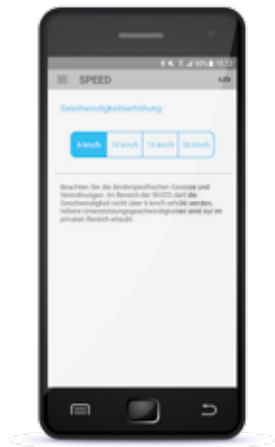 SPEED
Geschwindigkeitserhöhung
6 km/h 10 km/h 15 km/h 20 km/h
Beachten Sie die länderspezifischen Gesetze und
Verordnungen. Im Bereich der StVZO darf die
Geschwindigkeit nicht über 6 km/h erhöht werden,
höhere Unterstützungsgeschwindigkeiten sind nur im
privaten Bereich erlaubt.